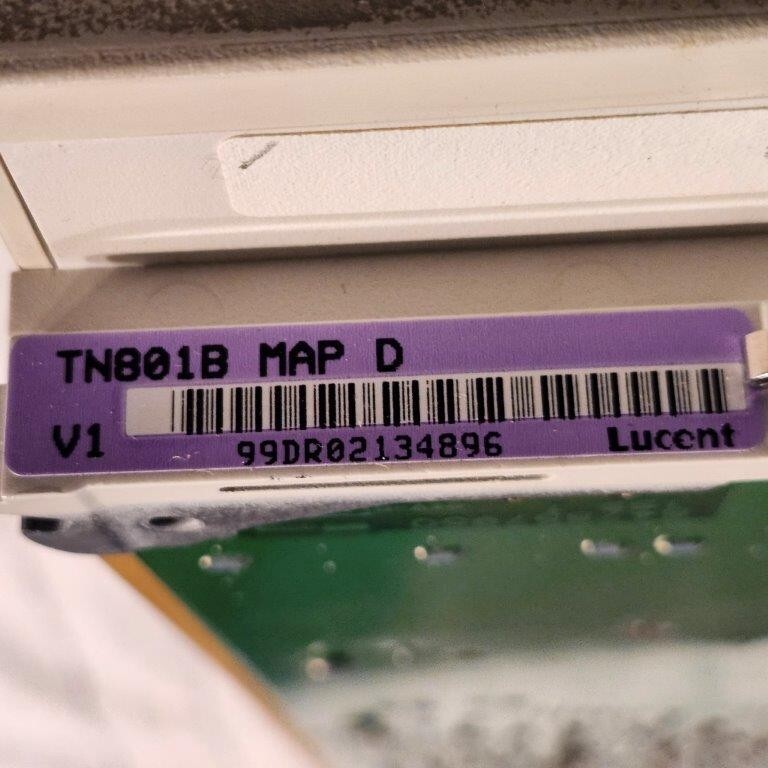 TN801B MAP D
V1
99DR02134896
Lucent